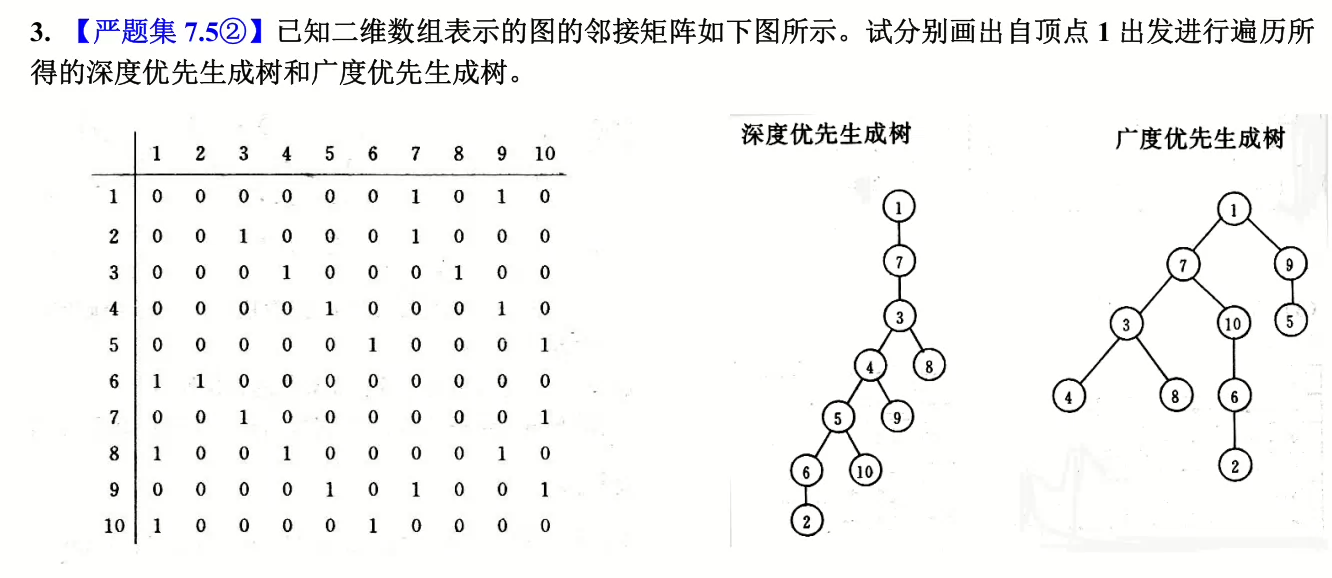 3. 【严题集 7.5②】已知二维数组表示的图的邻接矩阵如下图所示。试分别画出自顶点 1 出发进行遍历所
得的深度优先生成树和广度优先生成树。
1 2 3 4 5 6 7 8 9 10
1 0 0 0 0 0 0 1 0 1 0
2 0 0 1 0 0 0 1 0 0 0
3 0 0 0 1 0 0 0 1 0 0
4 0 0 0 0 1 0 0 0 1 0
5 0 0 0 0 0 1 0 0 0 1
6 1 1 0 0 0 0 0 0 0 0
7 0 0 1 0 0 0 0 0 0 1
8 1 0 0 1 0 0 0 0 1 0
9 0 0 0 0 1 0 1 0 0 1
10 1 0 0 0 0 1 0 0 0 0
深度优先生成树
1
7
3
4 8
5 9
6 10
2
广度优先生成树
1
7 9
3 10 5
4 8 6
2